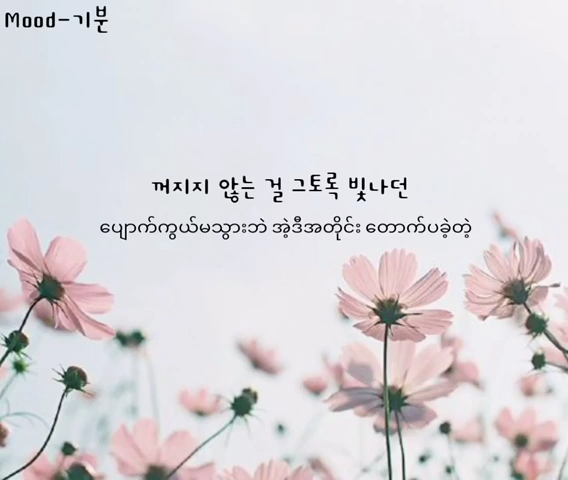 Mood-기분
꺼지지 않는 걸 그토록 빛나던
ပျောက်ကွယ်မသွားဘဲ အဲ့ဒီအတိုင်း တောက်ပခဲ့တဲ့